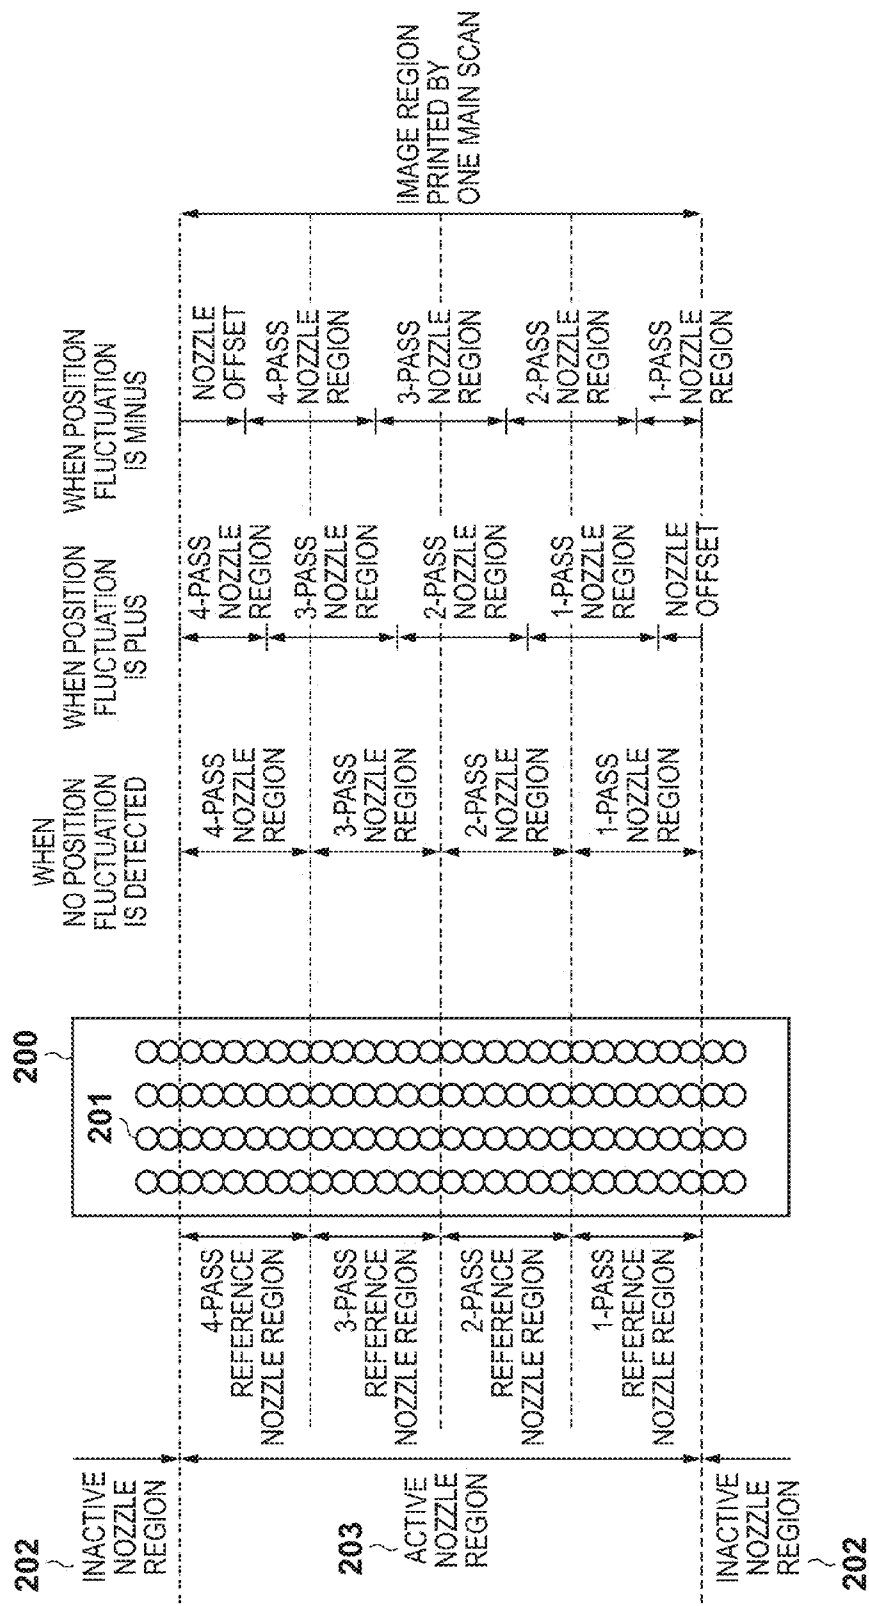 202
INACTIVE
NOZZLE
REGION
203
ACTIVE
NOZZLE
REGION
INACTIVE
NOZZLE
REGION
202
4-PASS
REFERENCE
NOZZLE REGION
3-PASS
REFERENCE
NOZZLE REGION
2-PASS
REFERENCE
NOZZLE REGION
1-PASS
REFERENCE
NOZZLE REGION
200
201
WHEN
NO POSITION
FLUCTUATION
IS DETECTED
4-PASS
NOZZLE
REGION
3-PASS
NOZZLE
REGION
2-PASS
NOZZLE
REGION
1-PASS
NOZZLE
REGION
WHEN POSITION
FLUCTUATION
IS PLUS
4-PASS
NOZZLE
REGION
3-PASS
NOZZLE
REGION
2-PASS
NOZZLE
REGION
1-PASS
NOZZLE
REGION
NOZZLE
OFFSET
WHEN POSITION
FLUCTUATION
IS MINUS
NOZZLE
OFFSET
4-PASS
NOZZLE
REGION
3-PASS
NOZZLE
REGION
2-PASS
NOZZLE
REGION
1-PASS
NOZZLE
REGION
IMAGE REGION
PRINTED BY
ONE MAIN SCAN